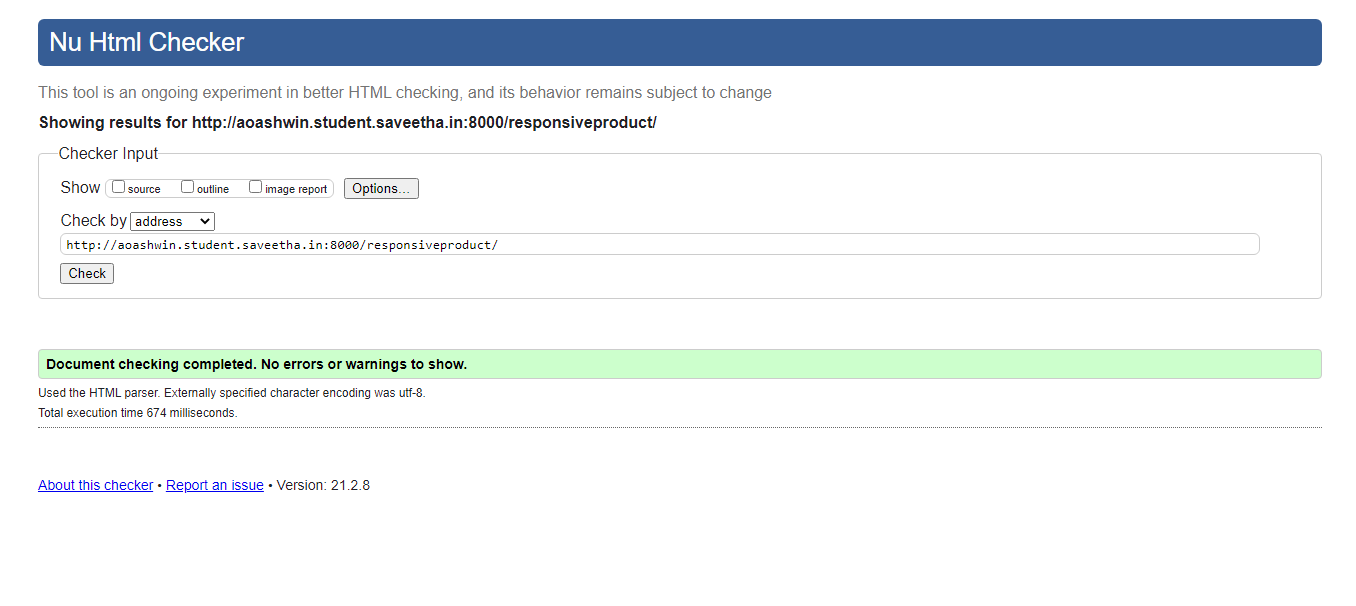 Nu Html Checker
This tool is an ongoing experiment in better HTML checking, and its behavior remains subject to change
Showing results for http://aoashwin.student.saveetha.in:8000/responsiveproduct/
Checker Input
Show source outline image report Options...
Check by address
http://aoashwin.student.saveetha.in:8000/responsiveproduct/
Check
Document checking completed. No errors or warnings to show.
Used the HTML parser. Externally specified character encoding was utf-8.
Total execution time 674 milliseconds.
About this checker • Report an issue • Version: 21.2.8